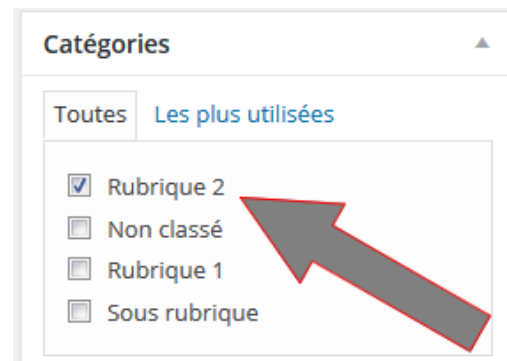 Catégories
Toutes Les plus utilisées
Rubrique 2
Non classé
Rubrique 1
Sous rubrique